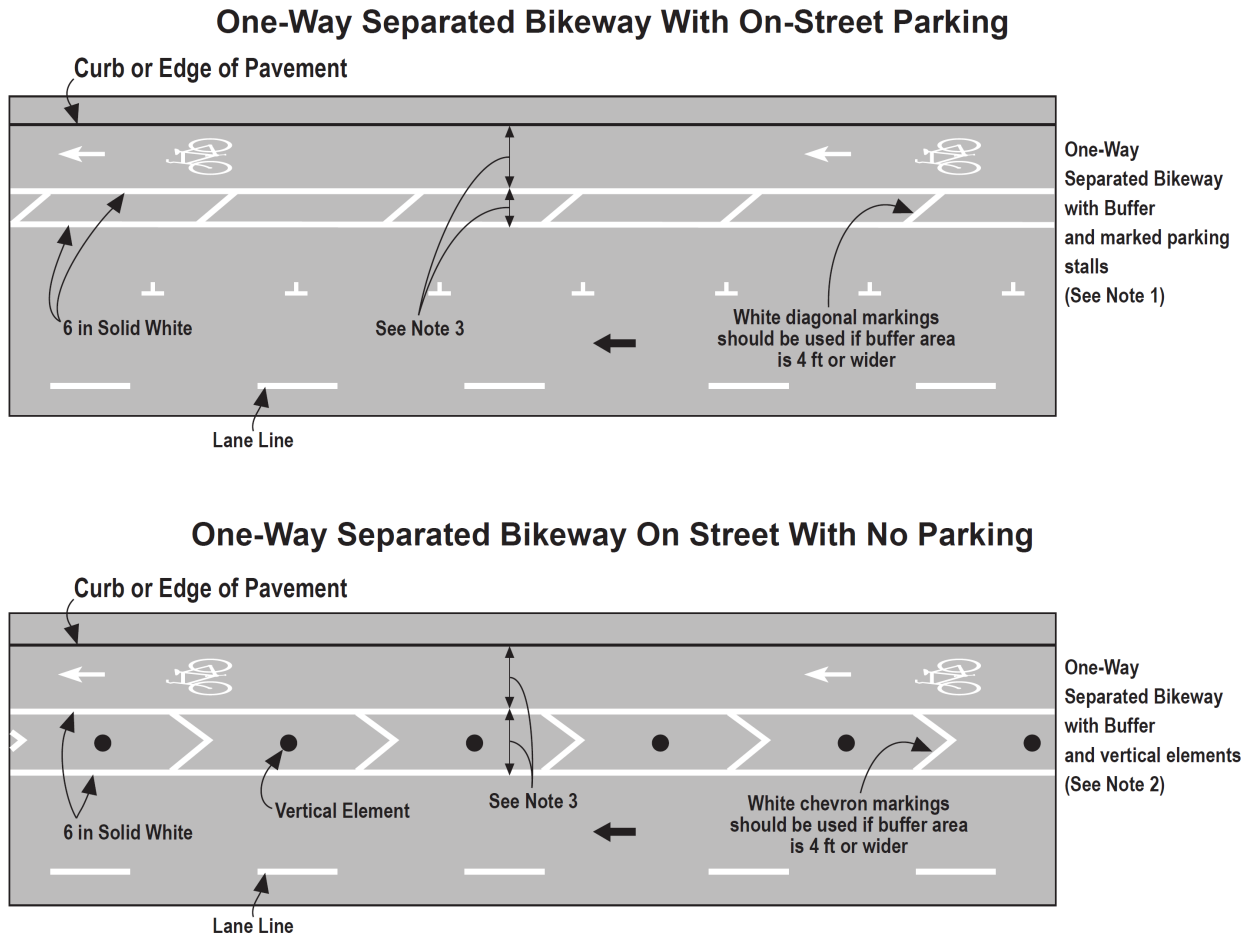 One-Way Separated Bikeway With On-Street Parking
Curb or Edge of Pavement
One-Way
Separated Bikeway
with Buffer
and marked parking
stalls
(See Note 1)
6 in Solid White
See Note 3
White diagonal markings
should be used if buffer area
is 4 ft or wider
Lane Line
One-Way Separated Bikeway On Street With No Parking
Curb or Edge of Pavement
One-Way
Separated Bikeway
with Buffer
and vertical elements
(See Note 2)
6 in Solid White
Vertical Element
See Note 3
White chevron markings
should be used if buffer area
is 4 ft or wider
Lane Line